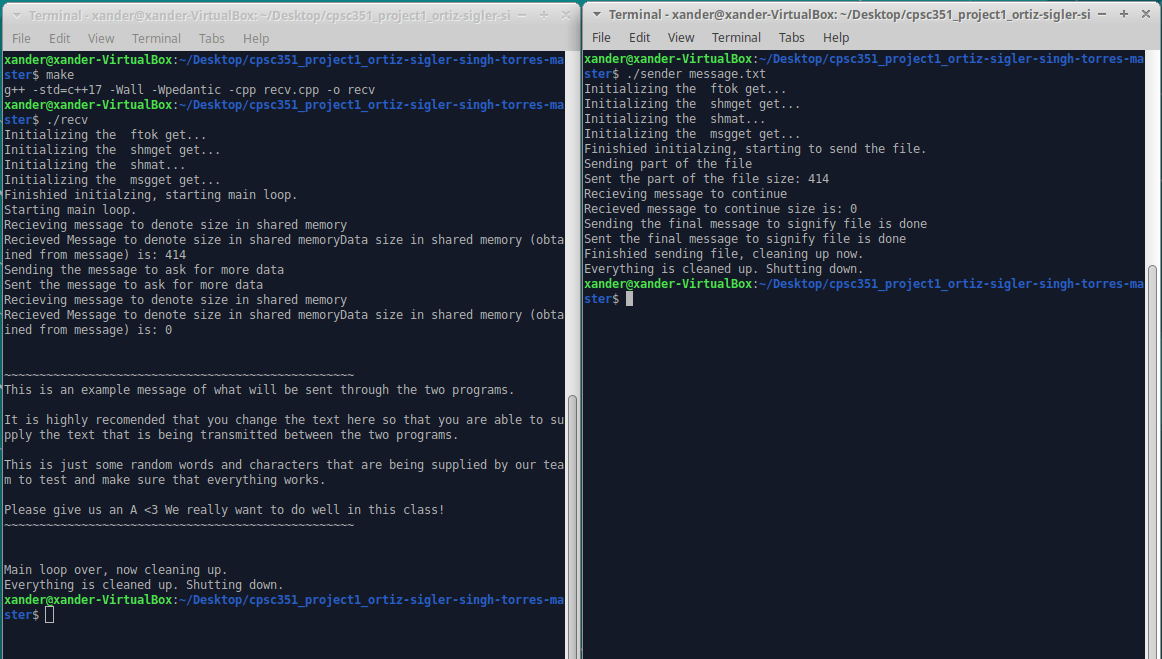 Terminal - xander@xander-VirtualBox: ~/Desktop/cpsc351_project1_ortiz-sigler-si
File Edit View Terminal Tabs Help
xander@xander-VirtualBox:~/Desktop/cpsc351_project1_ortiz-sigler-singh-torres-ma
ster$ make
g++ -std=c++17 -Wall -Wpedantic -cpp recv.cpp -o recv
xander@xander-VirtualBox:~/Desktop/cpsc351_project1_ortiz-sigler-singh-torres-ma
ster$ ./recv
Initializing the  ftok get...
Initializing the  shmget get...
Initializing the  shmat...
Initializing the  msgget get...
Finishied initialzing, starting main loop.
Starting main loop.
Recieving message to denote size in shared memory
Recieved Message to denote size in shared memoryData size in shared memory (obta
ined from message) is: 414
Sending the message to ask for more data
Sent the message to ask for more data
Recieving message to denote size in shared memory
Recieved Message to denote size in shared memoryData size in shared memory (obta
ined from message) is: 0
~~~~~~~~~~~~~~~~~~~~~~~~~~~~~~~~~~~~~~~~~~~~~~~~~~
This is an example message of what will be sent through the two programs.
It is highly recomended that you change the text here so that you are able to su
pply the text that is being transmitted between the two programs.
This is just some random words and characters that are being supplied by our tea
m to test and make sure that everything works.
Please give us an A <3 We really want to do well in this class!
~~~~~~~~~~~~~~~~~~~~~~~~~~~~~~~~~~~~~~~~~~~~~~~~~~
Main loop over, now cleaning up.
Everything is cleaned up. Shutting down.
xander@xander-VirtualBox:~/Desktop/cpsc351_project1_ortiz-sigler-singh-torres-ma
ster$
Terminal - xander@xander-VirtualBox: ~/Desktop/cpsc351_project1_ortiz-sigler-si
File Edit View Terminal Tabs Help
xander@xander-VirtualBox:~/Desktop/cpsc351_project1_ortiz-sigler-singh-torres-ma
ster$ ./sender message.txt
Initializing the  ftok get...
Initializing the  shmget get...
Initializing the  shmat...
Initializing the  msgget get...
Finishied initialzing, starting to send the file.
Sending part of the file
Sent the part of the file size: 414
Recieving message to continue
Recieved message to continue size is: 0
Sending the final message to signify file is done
Sent the final message to signify file is done
Finished sending file, cleaning up now.
Everything is cleaned up. Shutting down.
xander@xander-VirtualBox:~/Desktop/cpsc351_project1_ortiz-sigler-singh-torres-ma
ster$